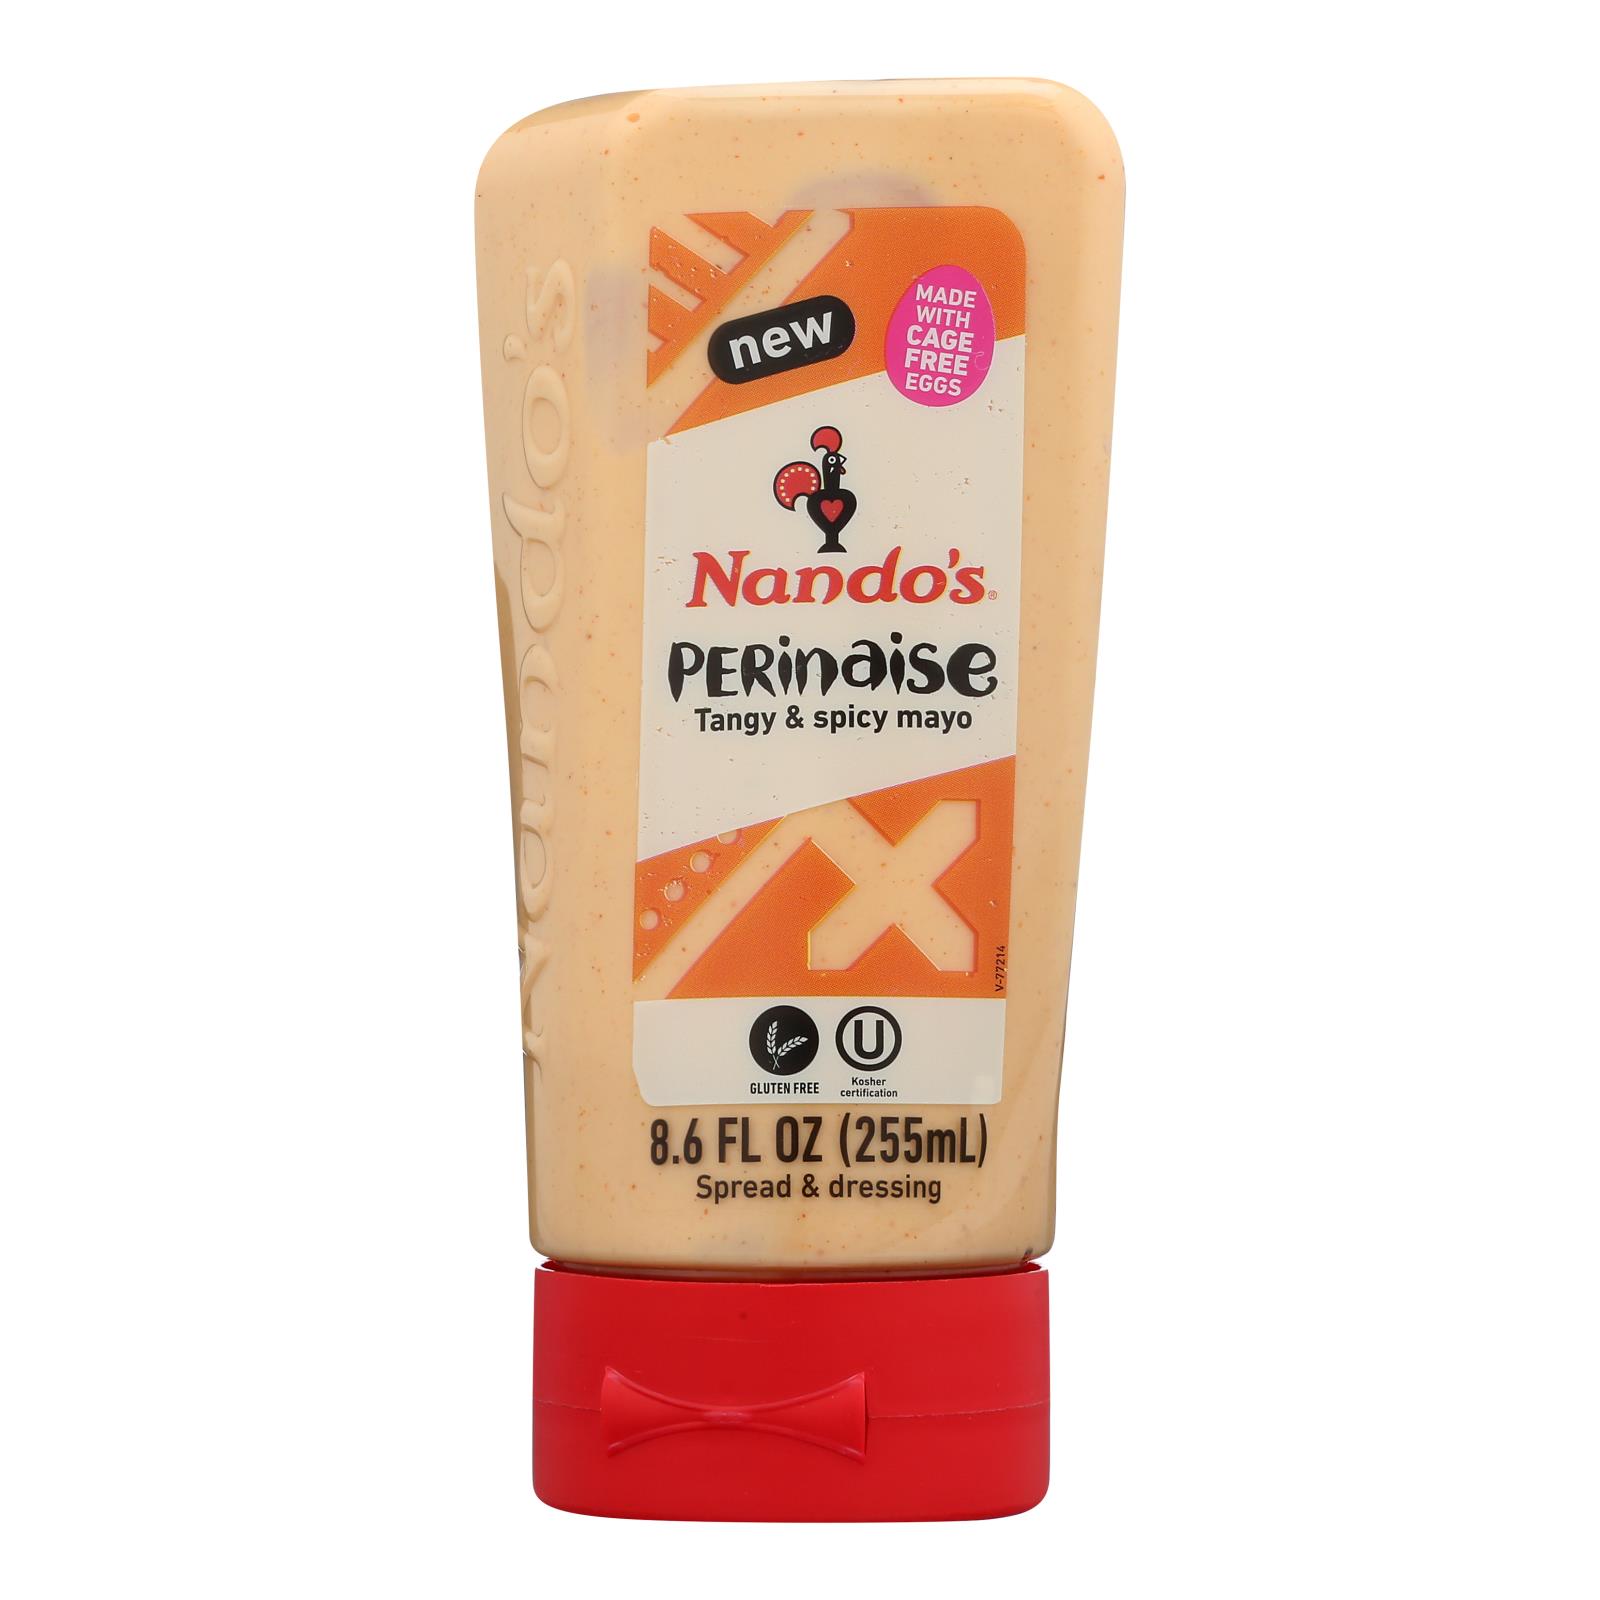 new
MADE
WITH
CAGE
FREE
EGGS
Nando's®
PERinaise
Tangy & spicy mayo
X
V-77214
U
GLUTEN FREE
Kosher
certification
8.6 FL OZ (255mL)
Spread & dressing
Nando's